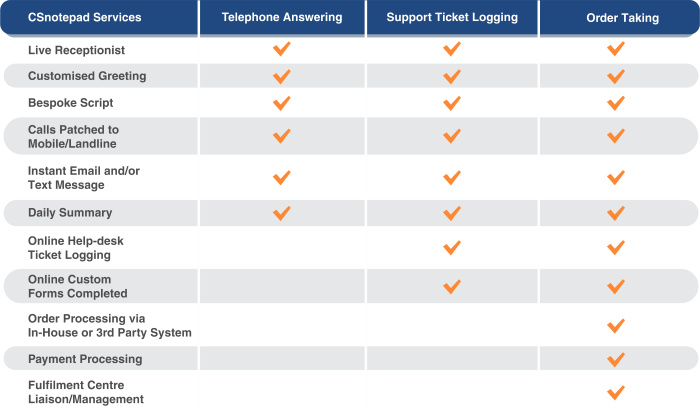 CSnotepad Services Telephone Answering Support Ticket Logging Order Taking
Live Receptionist
Customised Greeting
Bespoke Script
Calls Patched to
Mobile/Landline
Instant Email and/or
Text Message
Daily Summary
Online Help-desk
Ticket Logging
Online Custom
Forms Completed
Order Processing via
In-House or 3rd Party System
Payment Processing
Fulfilment Centre
Liaison/Management